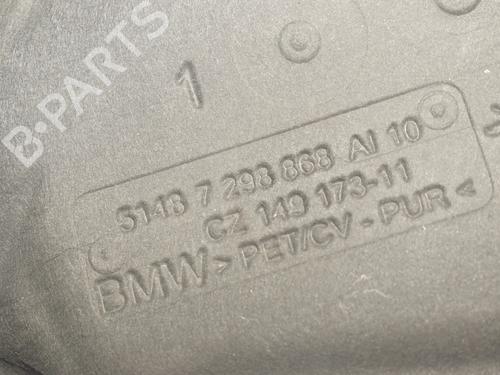 B-PARTS
1
5148 7 298 868 AI 10
CZ 149 173-11
BMW >PET/CV - PUR<